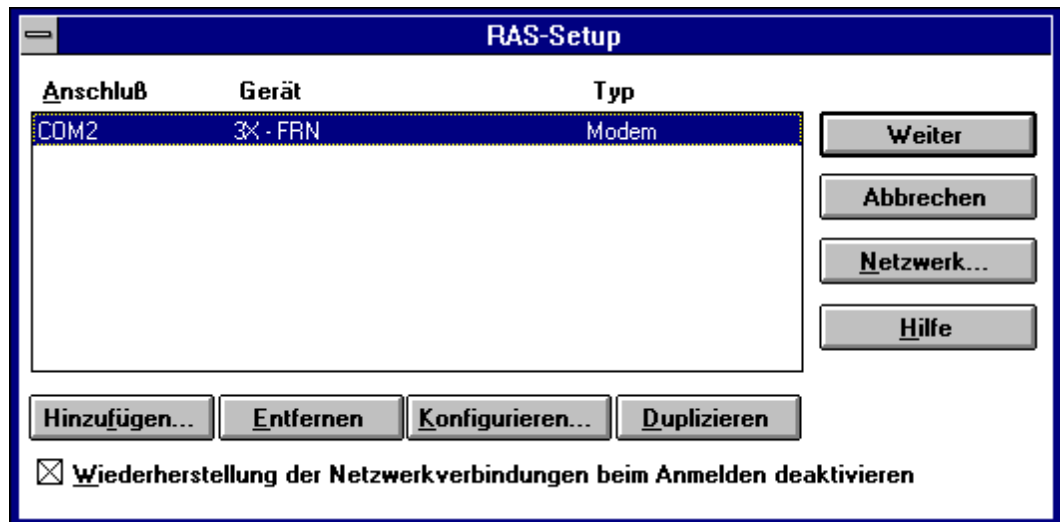 RAS-Setup
Anschluß Gerät Typ
COM2 3X - FRN Modem
Weiter
Abbrechen
Netzwerk...
Hilfe
Hinzufügen... Entfernen Konfigurieren... Duplizieren
Wiederherstellung der Netzwerkverbindungen beim Anmelden deaktivieren